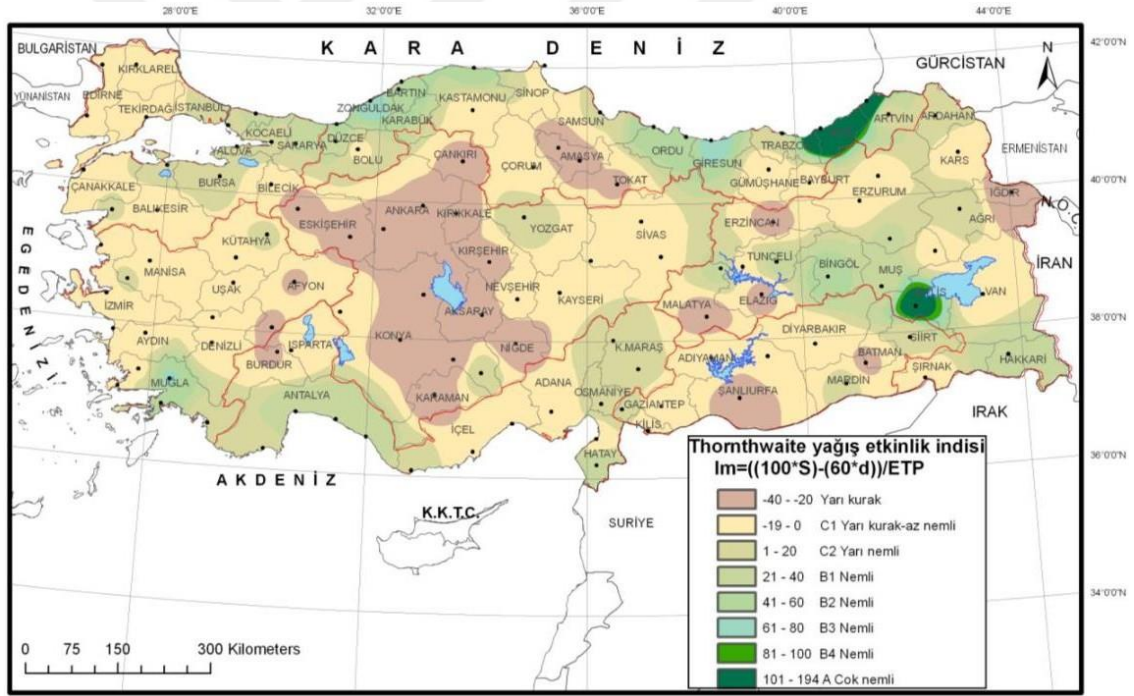 28°0'0"E 32°0'0"E 36°0'0"E 40°0'0"E 44°0'0"E
42°0'0"N
40°0'0"N
38°0'0"N
36°0'0"N
34°0'0"N
K A R A D E N İ Z
N
BULGARİSTAN
GÜRCİSTAN
YÜNANİSTAN
ERMENİSTAN
N.Ö.C.
İRAN
IRAK
SURİYE
K.K.T.C.
A K D E N İ Z
E G E D E N İ Z İ
KIRKLARELİ
EDİRNE
TEKİRDAĞ
İSTANBUL
KOCAELİ
YALOVA
SAKARYA
DÜZCE
BOLU
ZONGULDAK
BARTIN
KARABÜK
KASTAMONU
SİNOP
SAMSUN
ÇANKIRI
ÇORUM
AMASYA
TOKAT
ORDU
GİRESUN
TRABZO
GÜMÜŞHANE
BAYBURT
ARTVİN
ARDAHAN
KARS
ERZURUM
IĞDIR
AĞRI
ÇANAKKALE
BURSA
BİLECİK
BALIKESİR
ESKİŞEHİR
ANKARA
KIRIKKALE
YOZGAT
SİVAS
ERZİNCAN
KÜTAHYA
KIRŞEHİR
TUNCELİ
BİNGÖL
MUŞ
MANİSA
UŞAK
FYON
NEVŞEHİR
KAYSERİ
MALATYA
ELAZIĞ
VAN
İZMİR
AKSARAY
AYDIN
DENİZLİ
ISPARTA
KONYA
NİĞDE
BURDUR
K.MARAŞ
ADIYAMAN
DİYARBAKIR
BATMAN
SİİRT
ŞIRNAK
HAKKARİ
MUĞLA
ANTALYA
KARAMAN
ADANA
OSMANİYE
GAZİANTEP
ŞANLIURFA
MARDİN
İÇEL
KİLİS
HATAY
Thornthwaite yağış etkinlik indisi
Im=((100*S)-(60*d))/ETP
-40 - -20 Yarı kurak
-19 - 0 C1 Yarı kurak-az nemli
1 - 20 C2 Yarı nemli
21 - 40 B1 Nemli
41 - 60 B2 Nemli
61 - 80 B3 Nemli
81 - 100 B4 Nemli
101 - 194 A Cok nemli
0 75 150 300 Kilometers